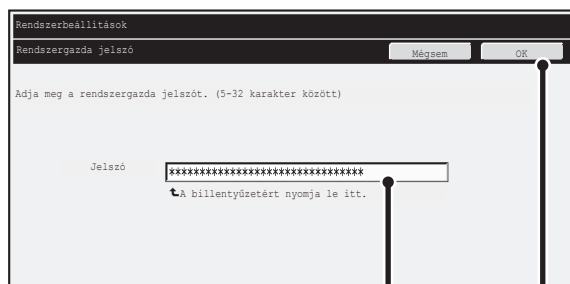 Rendszerbeállítások
Rendszergazda jelszó Mégsem OK
Adja meg a rendszergazda jelszót. (5-32 karakter között)
Jelszó ********************************
A billentyűzetért nyomja le itt.